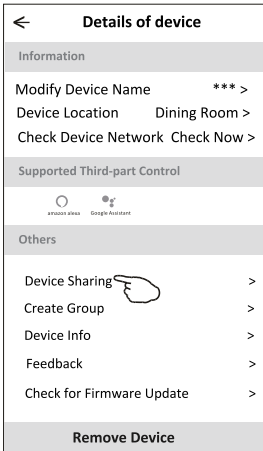 ← Details of device
Information
Modify Device Name *** >
Device Location Dining Room >
Check Device Network Check Now >
Supported Third-part Control
amazon alexa Google Assistant
Others
Device Sharing >
Create Group >
Device Info >
Feedback >
Check for Firmware Update >
Remove Device